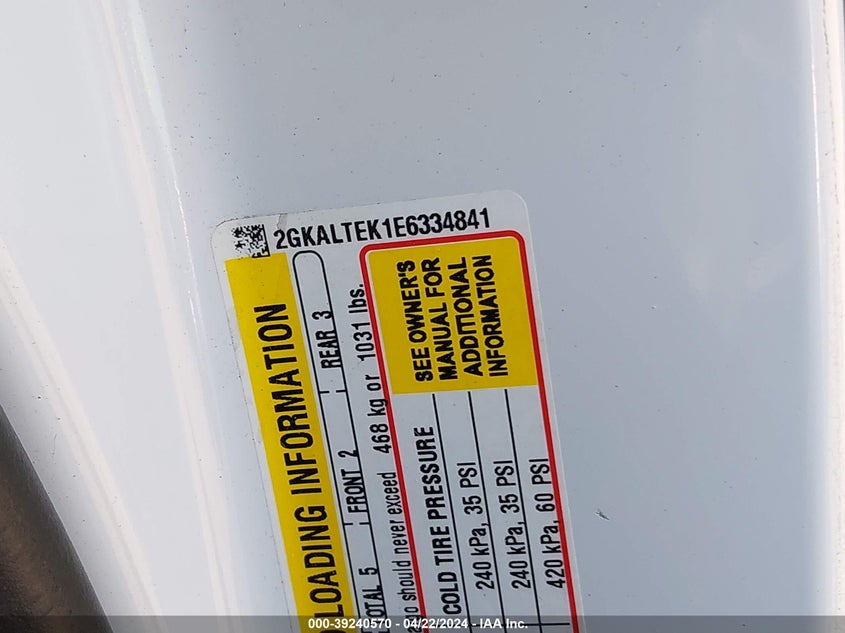 2GKALTEK1E6334841
LOADING INFORMATION
TOTAL 5 FRONT 2 REAR 3
should never exceed 468 kg or 1031 lbs.
SEE OWNER'S
MANUAL FOR
ADDITIONAL
INFORMATION
COLD TIRE PRESSURE
240 kPa, 35 PSI
240 kPa, 35 PSI
420 kPa, 60 PSI
000-39240570 - 04/22/2024 - IAA Inc.